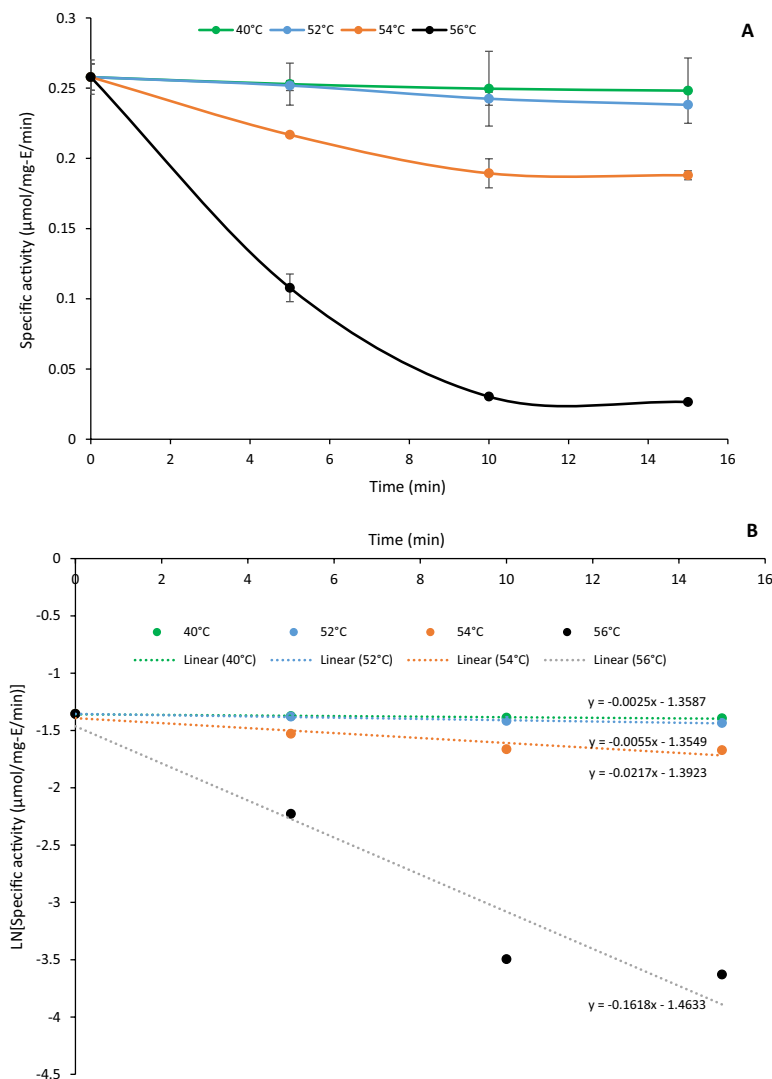 A
40°C 52°C 54°C 56°C
0.3
0.25
0.2
0.15
0.1
0.05
0
Specific activity (µmol/mg-E/min)
0 2 4 6 8 10 12 14 16
Time (min)
B
Time (min)
0 2 4 6 8 10 12 14 16
0
-0.5
-1
-1.5
-2
-2.5
-3
-3.5
-4
-4.5
LN[Specific activity (µmol/mg-E/min)]
40°C 52°C 54°C 56°C
Linear (40°C) Linear (52°C) Linear (54°C) Linear (56°C)
y = -0.0025x - 1.3587
y = -0.0055x - 1.3549
y = -0.0217x - 1.3923
y = -0.1618x - 1.4633